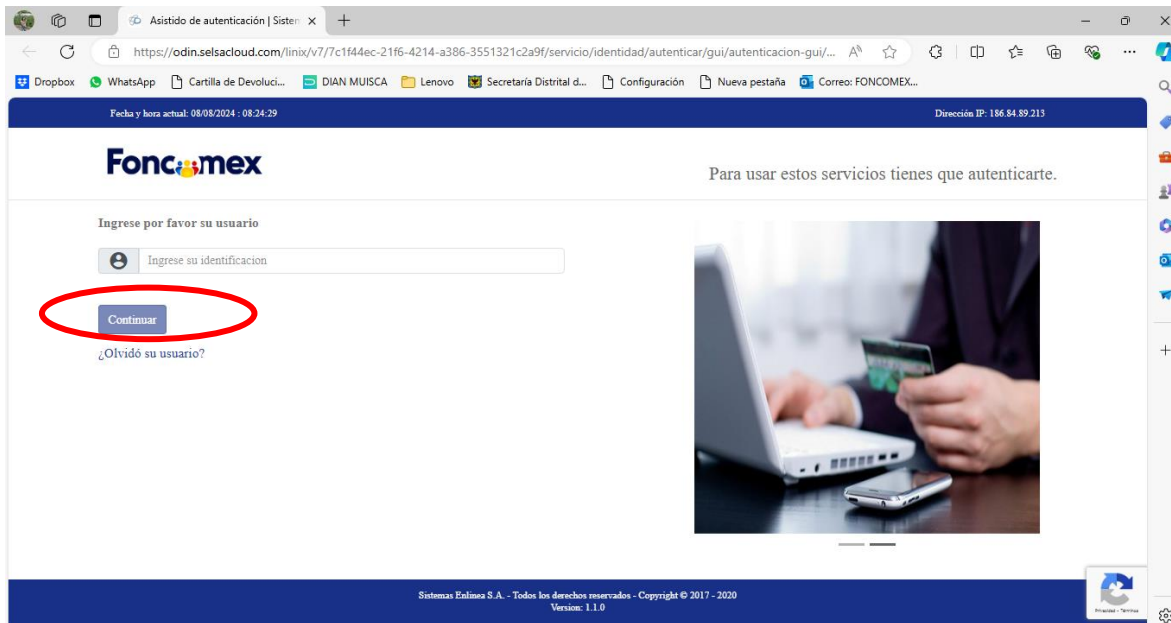 Asistido de autenticación | Sistem
https://odin.selsacloud.com/linix/v7/7c1f44ec-21f6-4214-a386-3551321c2a9f/servicio/identidad/autenticar/gui/autenticacion-gui/...
Dropbox WhatsApp Cartilla de Devoluci... DIAN MUISCA Lenovo Secretaría Distrital d... Configuración Nueva pestaña Correo: FONCOMEX...
Fecha y hora actual: 08/08/2024 : 08:24:29 Dirección IP: 186.84.89.213
Foncomex
Para usar estos servicios tienes que autenticarte.
Ingrese por favor su usuario
Ingrese su identificacion
Continuar
¿Olvidó su usuario?
Sistemas Enlinea S.A. - Todos los derechos reservados - Copyright © 2017 - 2020
Version: 1.1.0
Privacidad - Términos